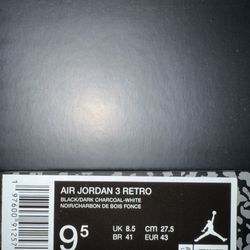 AIR JORDAN 3 RETRO
BLACK/DARK CHARCOAL-WHITE
NOIR/CHARBON DE BOIS FONCE
9.5
UK 8.5 CM 27.5
BR 41 EUR 43